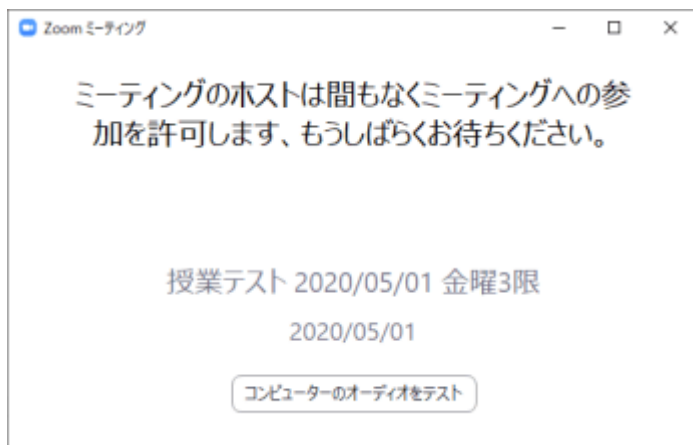 Zoom ミーティング
ミーティングのホストは間もなくミーティングへの参
加を許可します、もうしばらくお待ちください。
授業テスト 2020/05/01 金曜3限
2020/05/01
コンピューターのオーディオをテスト